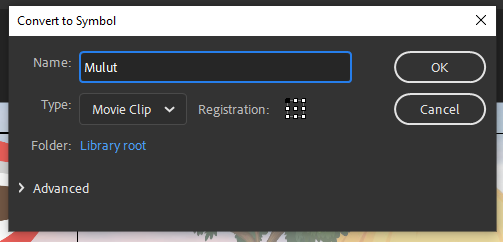 Convert to Symbol
Name: Mulut OK
Type: Movie Clip Registration: Cancel
Folder: Library root
Advanced